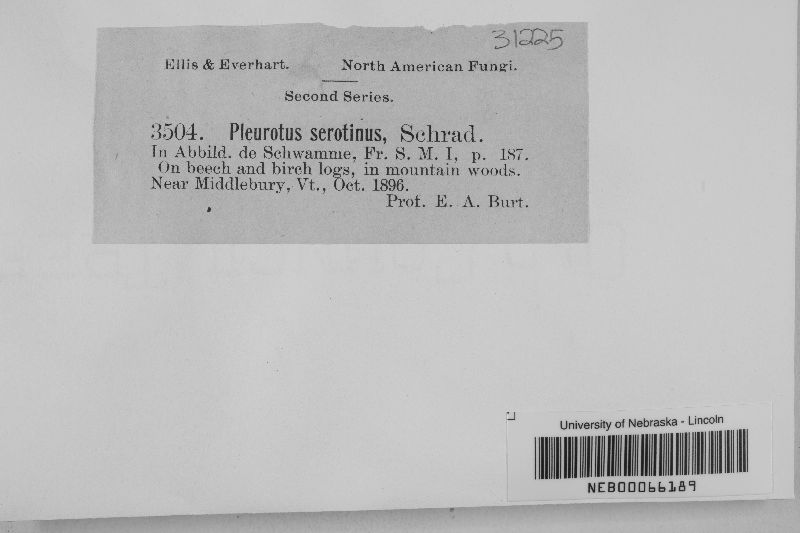 31225
Ellis & Everhart. North American Fungi.
Second Series.
3504. Pleurotus serotinus, Schrad.
In Abbild. de Schwamme, Fr. S. M. I, p. 187.
On beech and birch logs, in mountain woods.
Near Middlebury, Vt., Oct. 1896.
Prof. E. A. Burt.
University of Nebraska - Lincoln
NEB00066189